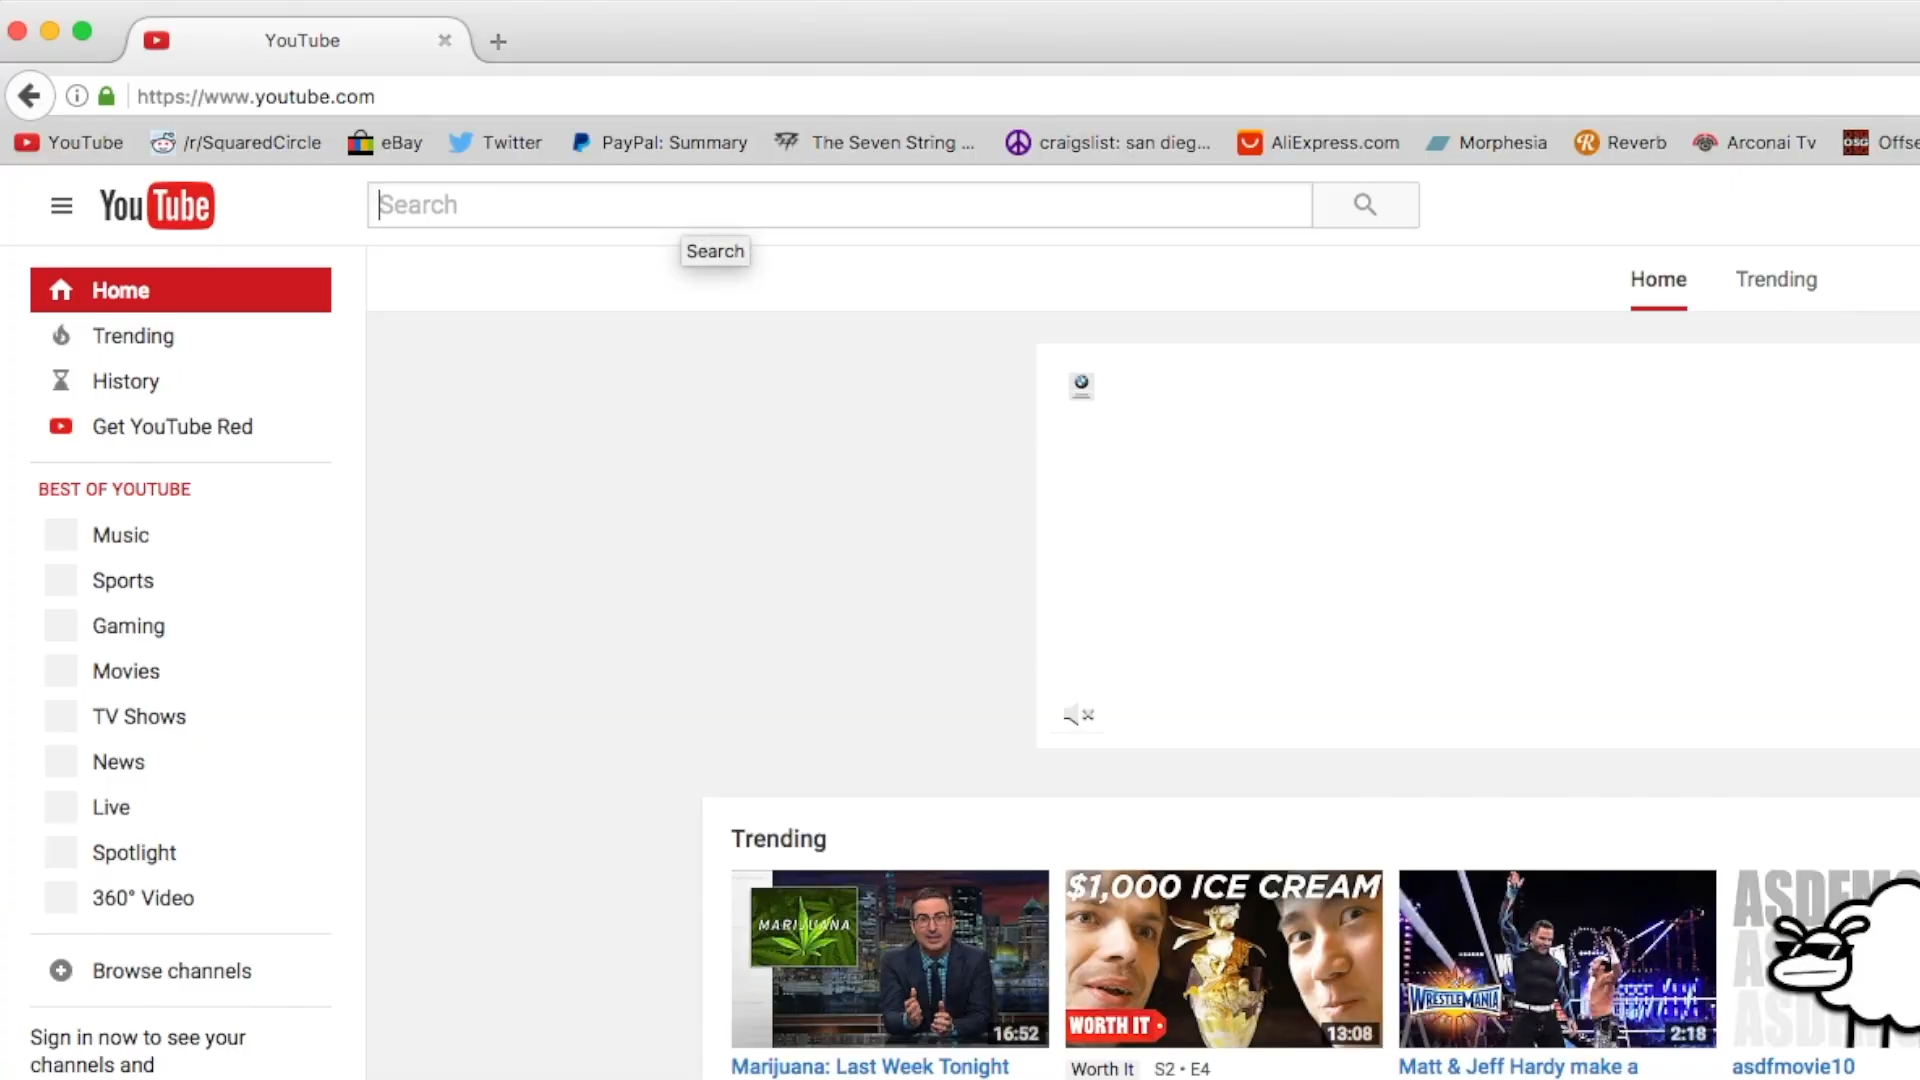 YouTube
https://www.youtube.com
YouTube /r/SquaredCircle eBay Twitter PayPal: Summary The Seven String ... craigslist: san dieg... AliExpress.com Morphesia Reverb Arconai Tv OSG Offse
YouTube
Search
Search
Home Trending
Home
Trending
History
Get YouTube Red
BEST OF YOUTUBE
Music
Sports
Gaming
Movies
TV Shows
News
Live
Spotlight
360° Video
Browse channels
Sign in now to see your
channels and
Trending
MARIJUANA
16:52
Marijuana: Last Week Tonight
$1,000 ICE CREAM
WORTH IT
13:08
Worth It S2 • E4
WRESTLEMANIA
2:18
Matt & Jeff Hardy make a
asdfmovie10